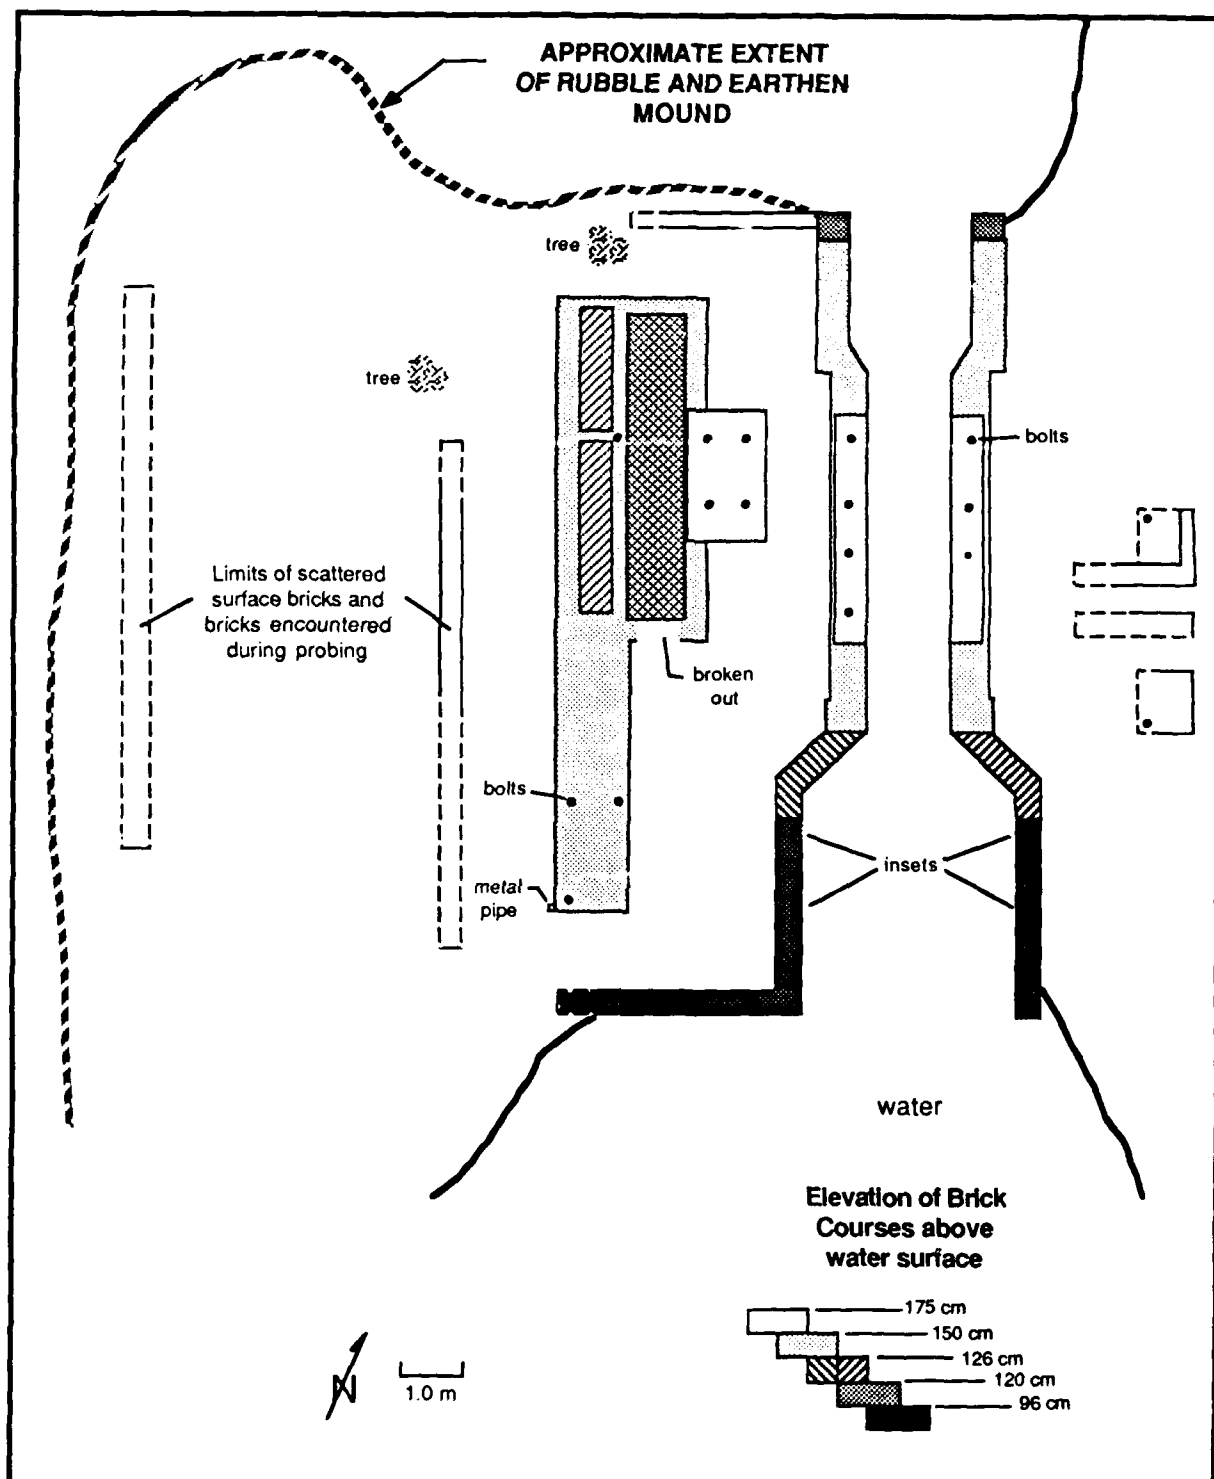 APPROXIMATE EXTENT
OF RUBBLE AND EARTHEN
MOUND
tree
tree
bolts
Limits of scattered
surface bricks and
bricks encountered
during probing
broken
out
bolts
metal
pipe
insets
water
Elevation of Brick
Courses above
water surface
175 cm
150 cm
126 cm
120 cm
96 cm
N
1.0 m